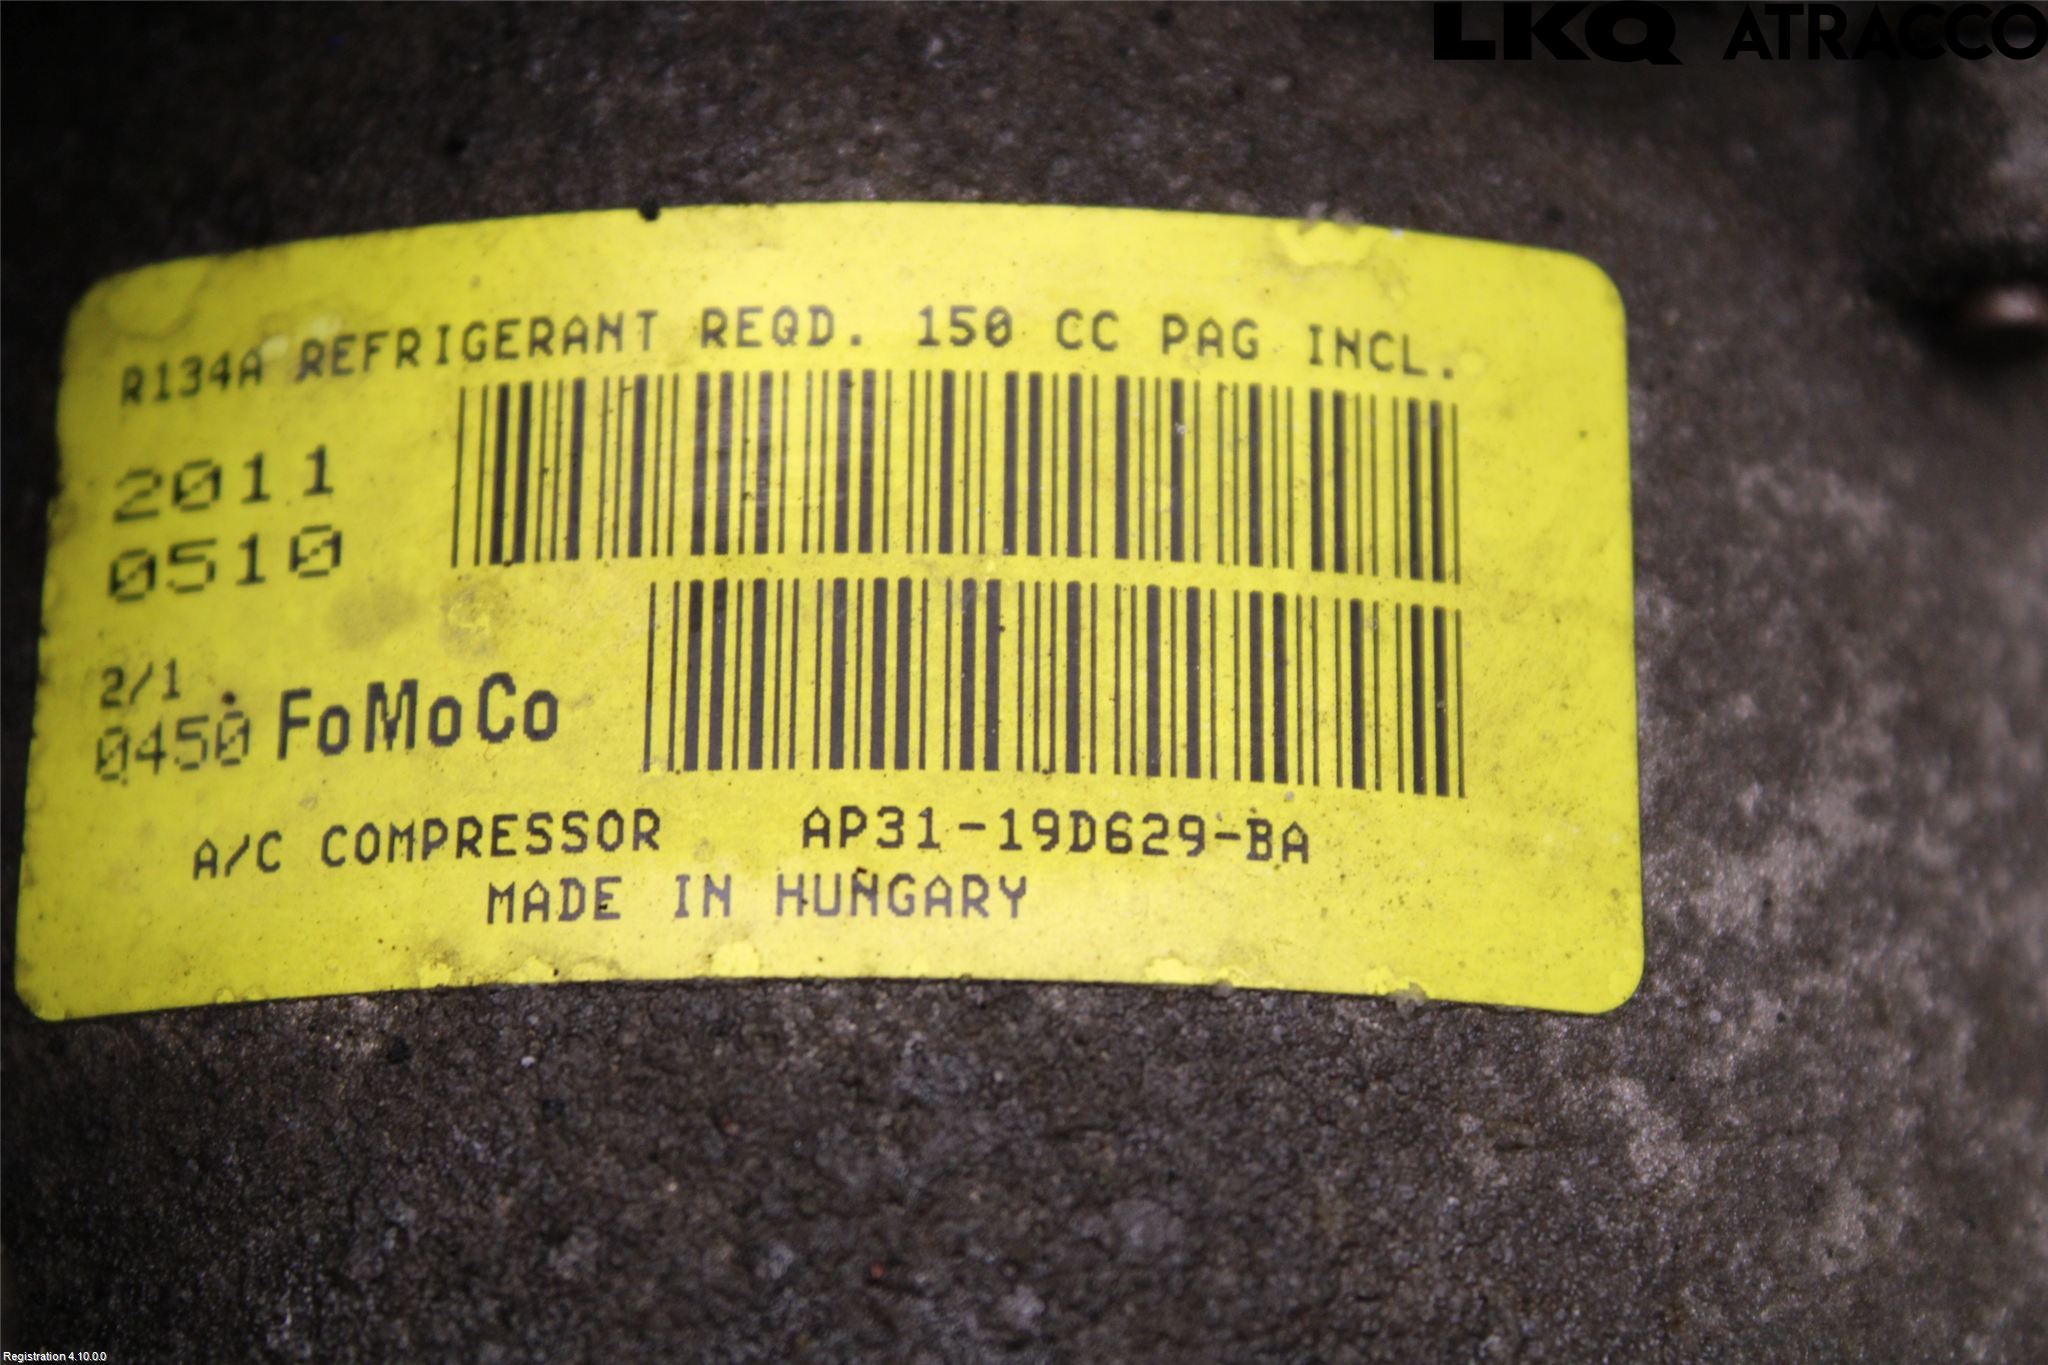 LKQ ATRACCO
R134A REFRIGERANT REQD. 150 CC PAG INCL.
2011
0510
2/1
0450 FoMoCo
A/C COMPRESSOR AP31-19D629-BA
MADE IN HUNGARY
Registration 4.10.0.0